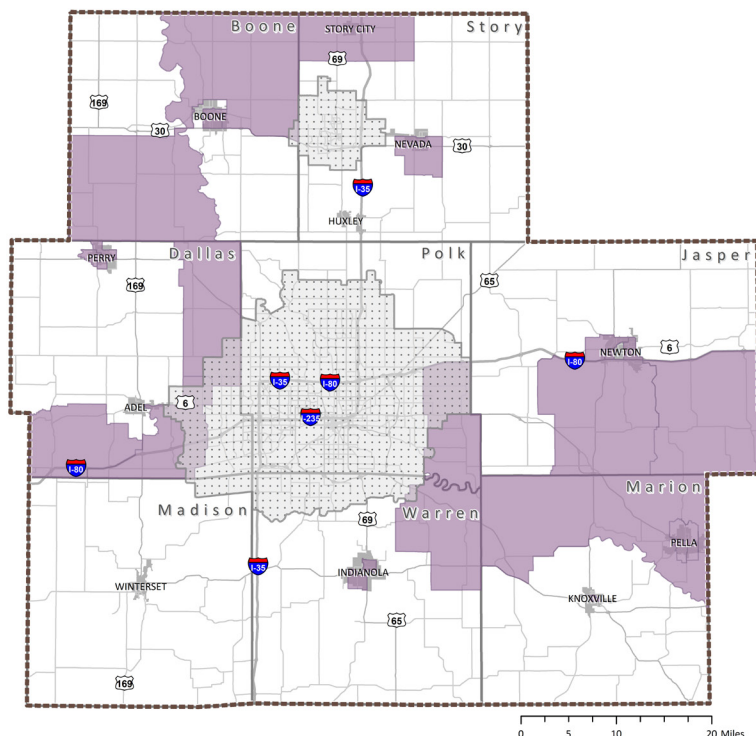 Boone
Story
STORY CITY
69
169
BOONE
30
NEVADA
30
I-35
HUXLEY
Dallas
Polk
Jasper
PERRY
169
65
I-80
NEWTON
6
I-35
I-80
ADEL
6
I-235
I-80
Marion
Madison
Warren
69
PELLA
I-35
INDIANOLA
WINTERSET
KNOXVILLE
65
169
0 5 10 20 Miles